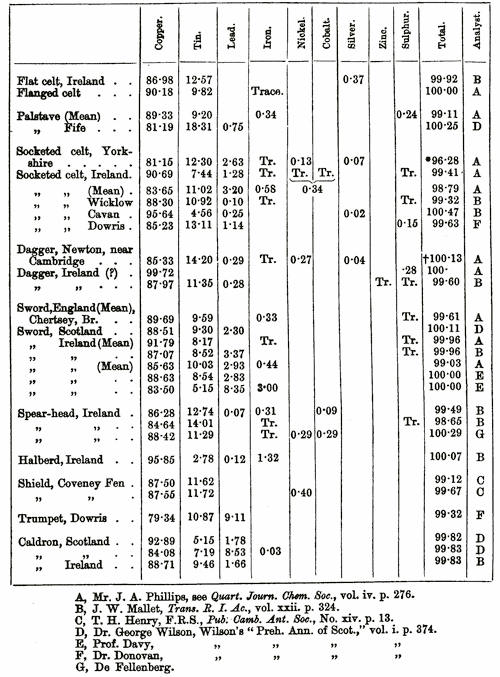 Copper. Tin. Lead. Iron. Nickel. Cobalt. Silver. Zinc. Sulphur. Total. Analyst.
Flat celt, Ireland . . 86·98 12·57 0·37 99·92 B
Flanged celt . . . 90·18 9·82 Trace. 100·00 A
Palstave (Mean) . . 89·33 9·20 0·34 0·24 99·11 A
„ Fife . . . 81·19 18·31 0·75 100·25 D
Socketed celt, York-
shire . . . . . 81·15 12·30 2·63 Tr. 0·13 0·07 *96·28 A
Socketed celt, Ireland. 90·69 7·44 1·28 Tr. Tr. Tr. Tr. 99·41 A
„ „ (Mean) . 83·65 11·02 3·20 0·58 0·34 98·79 A
„ „ Wicklow 88·30 10·92 0·10 Tr. Tr. 99·32 B
„ „ Cavan . 95·64 4·56 0·25 0·02 100·47 B
„ „ Dowris . 85·23 13·11 1·14 0·15 99·63 F
Dagger, Newton, near
Cambridge . . . 85·33 14·20 0·29 Tr. 0·27 0·04 †100·13 A
Dagger, Ireland (?) . 99·72 ·28 100· A
„ „ . . 87·97 11·35 0·28 Tr. Tr. 99·60 B
Sword,England(Mean),
Chertsey, Br. . . 89·69 9·59 0·33 Tr. 99·61 A
Sword, Scotland . . 88·51 9·30 2·30 100·11 D
„ Ireland (Mean) 91·79 8·17 Tr. Tr. 99·96 A
„ „ 87·07 8·52 3·37 Tr. 99·96 B
„ „ (Mean) 85·63 10·03 2·93 0·44 99·03 A
„ „ 88·63 8·54 2·83 100·00 E
„ „ 83·50 5·15 8·35 3·00 100·00 E
Spear-head, Ireland . 86·28 12·74 0·07 0·31 0·09 99·49 B
„ „ . . 84·64 14·01 Tr. Tr. 98·65 B
„ „ . . 88·42 11·29 Tr. 0·29 0·29 100·29 G
Halberd, Ireland . . 95·85 2·78 0·12 1·32 100·07 B
Shield, Coveney Fen . 87·50 11·62 99·12 C
„ „ . 87·55 11·72 0·40 99·67 C
Trumpet, Dowris . . 79·34 10·87 9·11 99·32 F
Caldron, Scotland . . 92·89 5·15 1·78 99·82 D
„ „ . . 84·08 7·19 8·53 0·03 99·83 D
„ Ireland . . 88·71 9·46 1·66 99·83 B
A, Mr. J. A. Phillips, see Quart. Journ. Chem. Soc., vol. iv. p. 276.
B, J. W. Mallet, Trans. R. I. Ac., vol. xxii. p. 324.
C, T. H. Henry, F.R.S., Pub. Camb. Ant. Soc., No. xiv. p. 13.
D, Dr. George Wilson, Wilson's "Preh. Ann. of Scot.," vol. i. p. 374.
E, Prof. Davy, „ „ „ „
F, Dr. Donovan, „ „ „ „
G, De Fellenberg.